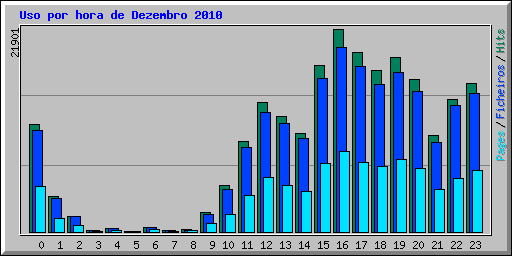 Uso por hora de Dezembro 2010
21901
Pages/Ficheiros/Hits
0 1 2 3 4 5 6 7 8 9 10 11 12 13 14 15 16 17 18 19 20 21 22 23